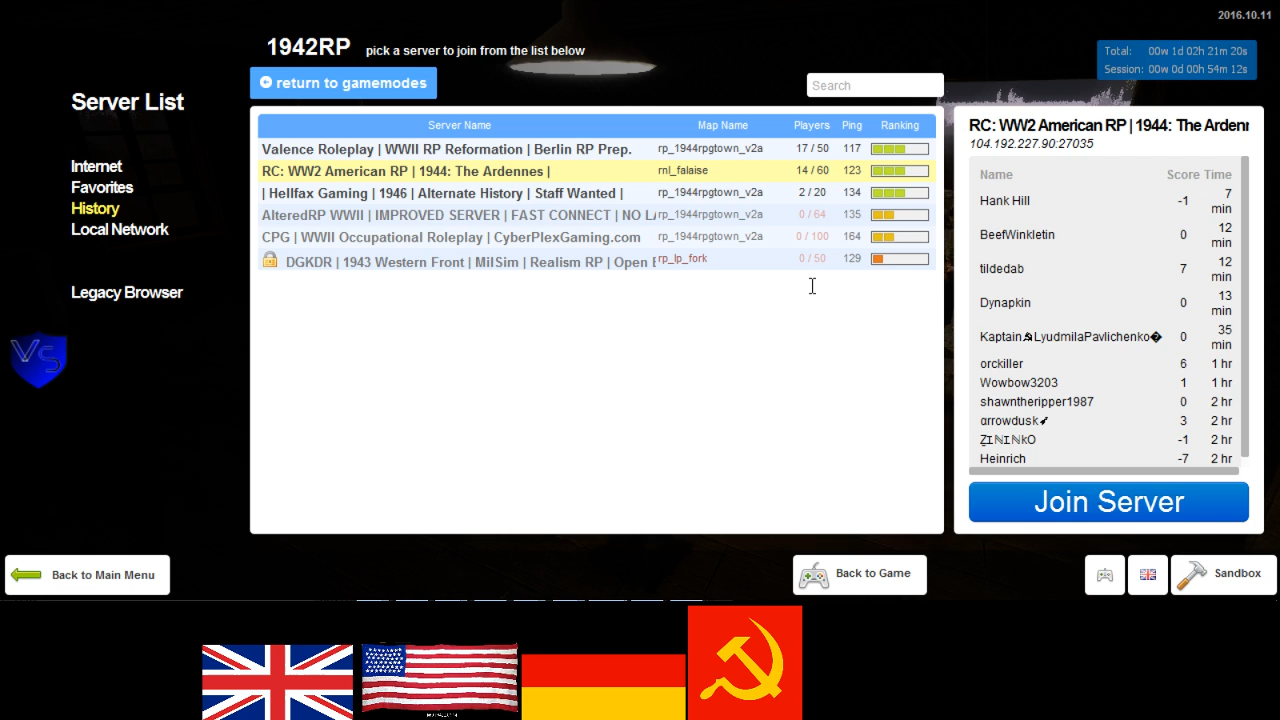 2016.10.11
1942RP pick a server to join from the list below
Total: 00w 1d 02h 21m 20s
Session: 00w 0d 00h 54m 12s
return to gamemodes
Search
Server List
Internet
Favorites
History
Local Network
Legacy Browser
VS
Server Name Map Name Players Ping Ranking
Valence Roleplay | WWII RP Reformation | Berlin RP Prep. rp_1944rpgtown_v2a 17 / 50 117
RC: WW2 American RP | 1944: The Ardennes | rnl_falaise 14 / 60 123
| Hellfax Gaming | 1946 | Alternate History | Staff Wanted | rp_1944rpgtown_v2a 2 / 20 134
AlteredRP WWII | IMPROVED SERVER | FAST CONNECT | NO LA rp_1944rpgtown_v2a 0 / 64 135
CPG | WWII Occupational Roleplay | CyberPlexGaming.com rp_1944rpgtown_v2a 0 / 100 164
DGKDR | 1943 Western Front | MilSim | Realism RP | Open E rp_lp_fork 0 / 50 129
RC: WW2 American RP | 1944: The Ardenn
104.192.227.90:27035
Name Score Time
Hank Hill -1 7 min
BeefWinkletin 0 12 min
tildedab 7 12 min
Dynapkin 0 13 min
Kaptain☭LyudmilaPavlichenko� 0 35 min
orckiller 6 1 hr
Wowbow3203 1 1 hr
shawntheripper1987 0 2 hr
αrrowdusk➶ 3 2 hr
ZɪNɪNkO -1 2 hr
Heinrich -7 2 hr
Join Server
Back to Main Menu
Back to Game
Sandbox